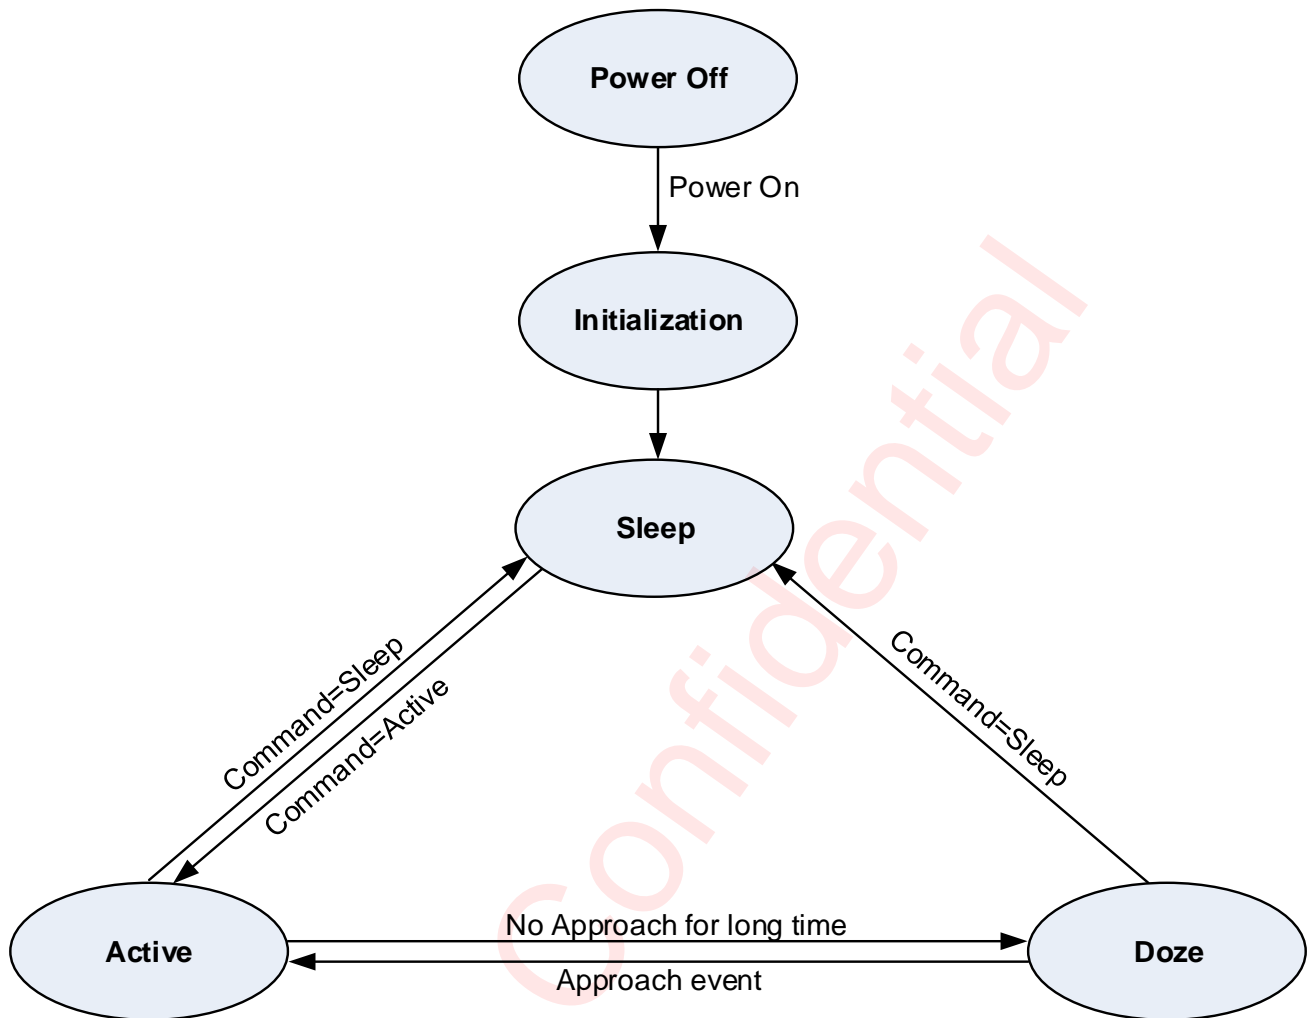 Power Off
Power On
Initialization
Sleep
Command=Sleep
Command=Active
Command=Sleep
No Approach for long time
Active
Doze
Approach event
Confidential